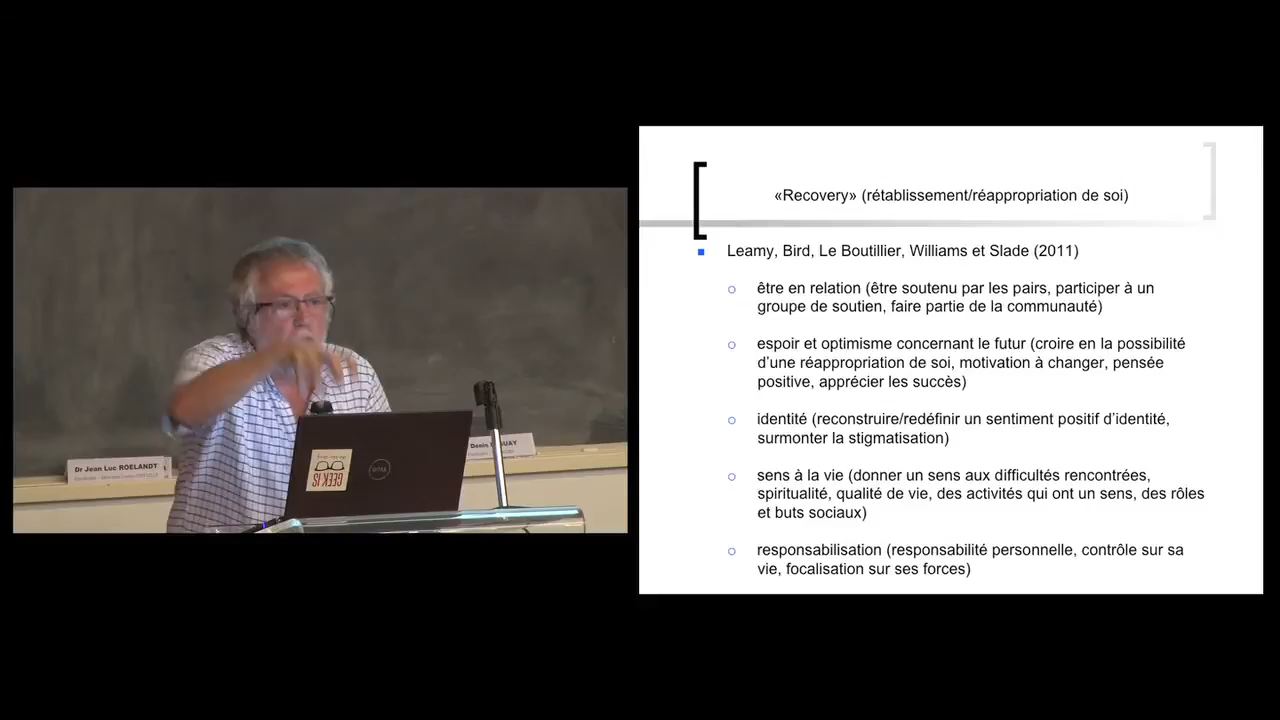 Dr Jean Luc ROELANDT
Denis
DELL
GEEK IS
«Recovery» (rétablissement/réappropriation de soi)
Leamy, Bird, Le Boutillier, Williams et Slade (2011)
être en relation (être soutenu par les pairs, participer à un
groupe de soutien, faire partie de la communauté)
espoir et optimisme concernant le futur (croire en la possibilité
d’une réappropriation de soi, motivation à changer, pensée
positive, apprécier les succès)
identité (reconstruire/redéfinir un sentiment positif d’identité,
surmonter la stigmatisation)
sens à la vie (donner un sens aux difficultés rencontrées,
spiritualité, qualité de vie, des activités qui ont un sens, des rôles
et buts sociaux)
responsabilisation (responsabilité personnelle, contrôle sur sa
vie, focalisation sur ses forces)